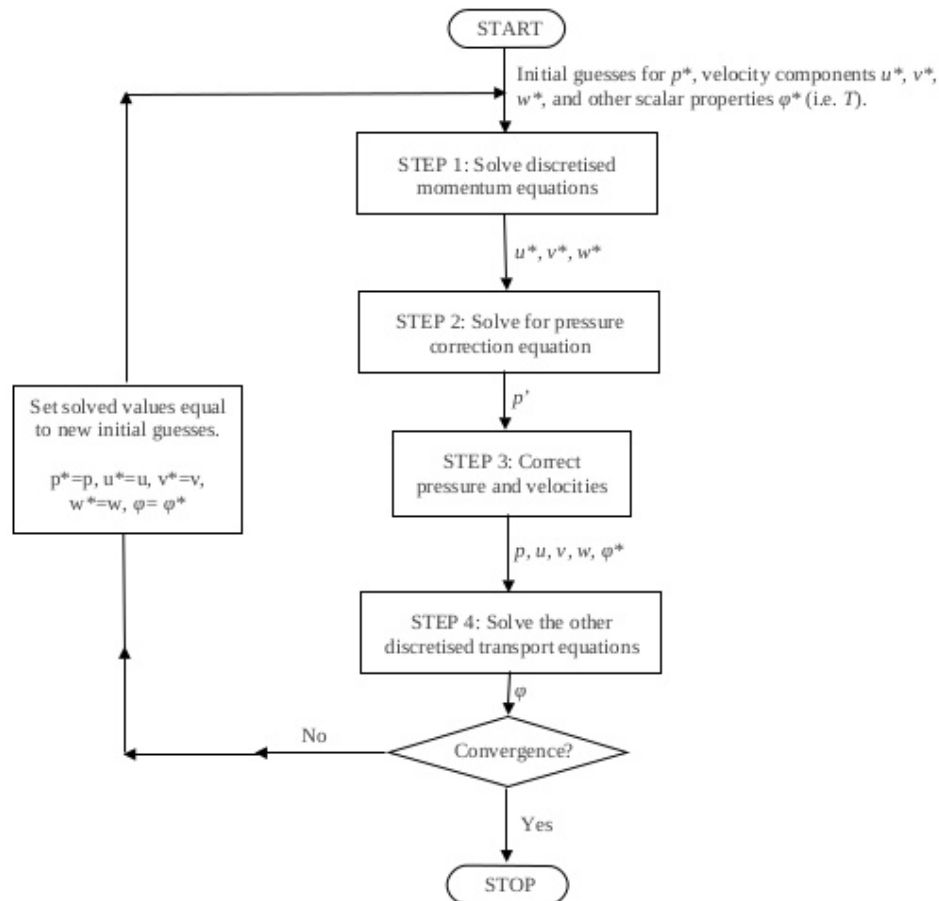 START
Initial guesses for p*, velocity components u*, v*,
w*, and other scalar properties φ* (i.e. T).
STEP 1: Solve discretised
momentum equations
u*, v*, w*
STEP 2: Solve for pressure
correction equation
p’
Set solved values equal
to new initial guesses.
p*=p, u*=u, v*=v,
w*=w, φ= φ*
STEP 3: Correct
pressure and velocities
p, u, v, w, φ*
STEP 4: Solve the other
discretised transport equations
φ
No
Convergence?
Yes
STOP